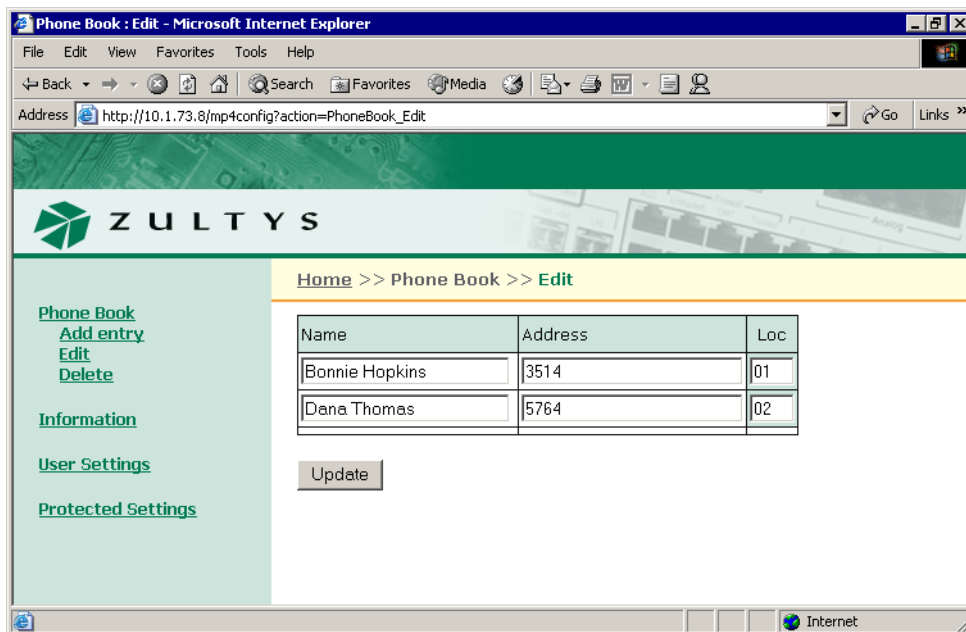 Phone Book : Edit - Microsoft Internet Explorer
File Edit View Favorites Tools Help
Back Search Favorites Media
Address http://10.1.73.8/mp4config?action=PhoneBook_Edit Go Links »
ZULTYS
Home >> Phone Book >> Edit
Phone Book
Add entry
Edit
Delete
Information
User Settings
Protected Settings
Name Address Loc
Bonnie Hopkins 3514 01
Dana Thomas 5764 02
Update
Internet